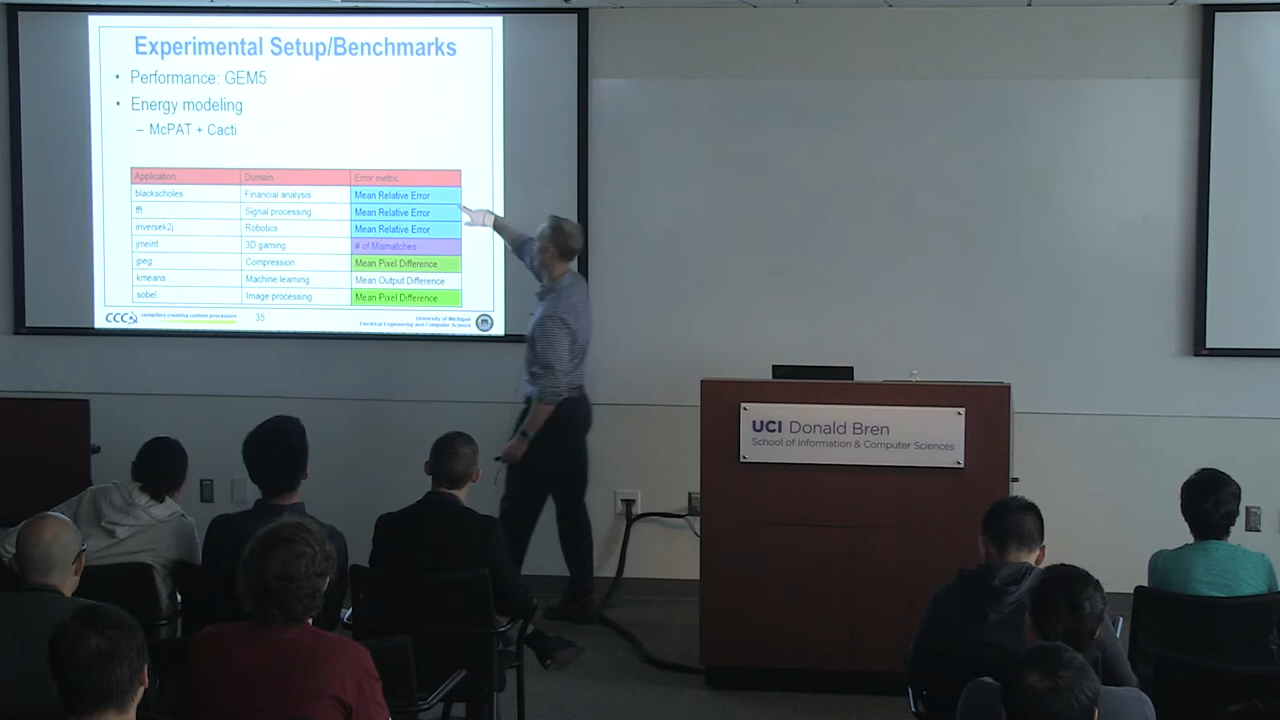 Experimental Setup/Benchmarks
• Performance: GEM5
• Energy modeling
– McPAT + Cacti
Application Domain Error metric
blackscholes Financial analysis Mean Relative Error
fft Signal processing Mean Relative Error
inversek2j Robotics Mean Relative Error
jmeint 3D gaming # of Mismatches
jpeg Compression Mean Pixel Difference
kmeans Machine learning Mean Output Difference
sobel Image processing Mean Pixel Difference
CCC compilers creating custom processors
35
University of Michigan
Electrical Engineering and Computer Science
UCI Donald Bren
School of Information & Computer Sciences